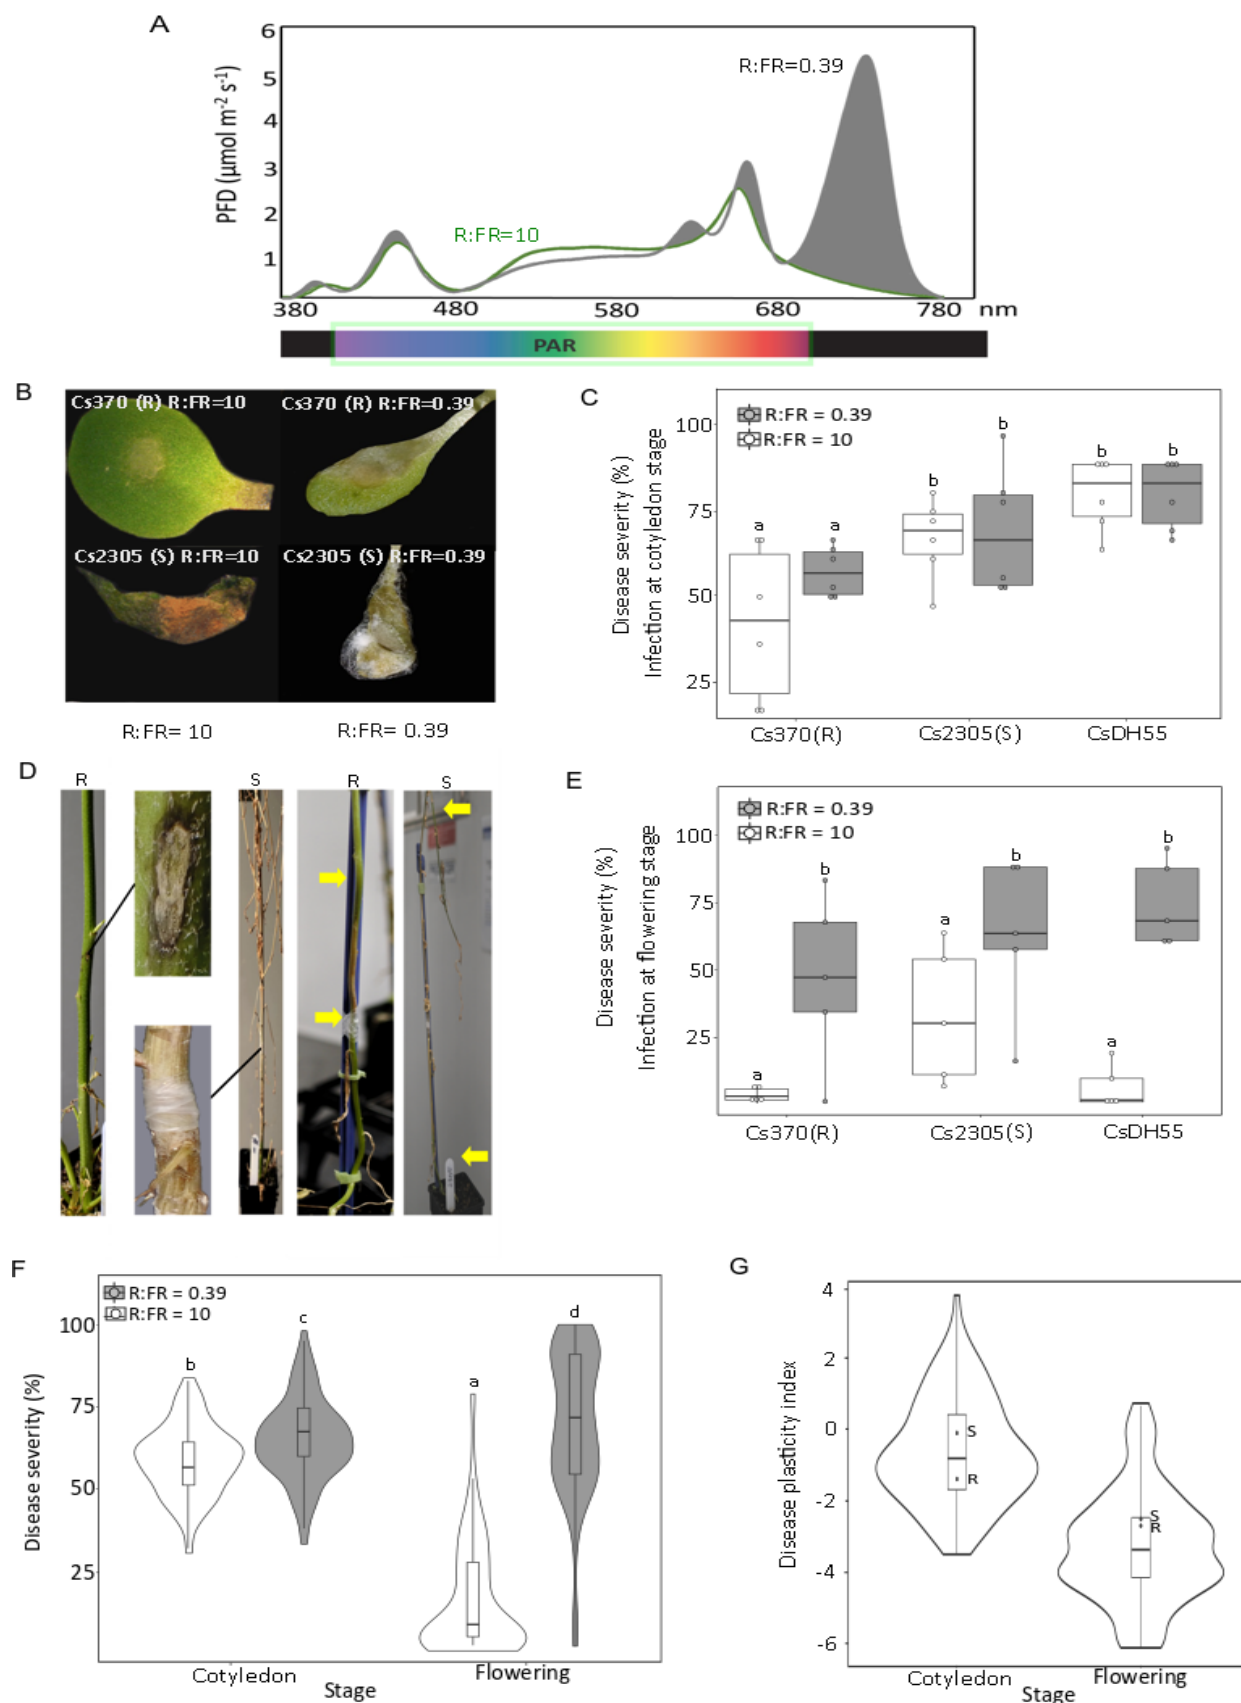 A
6
5
4
3
2
1
PFD (μmol m⁻² s⁻¹)
R:FR=0.39
R:FR=10
380 480 580 680 780 nm
PAR
B
Cs370 (R) R:FR=10
Cs370 (R) R:FR=0.39
Cs2305 (S) R:FR=10
Cs2305 (S) R:FR=0.39
R:FR= 10
R:FR= 0.39
C
Disease severity (%)
Infection at cotyledon stage
R:FR = 0.39
R:FR = 10
100
75
50
25
a a b b b b
Cs370(R) Cs2305(S) CsDH55
D
R S R S
E
Disease severity (%)
Infection at flowering stage
R:FR = 0.39
R:FR = 10
100
75
50
25
a b a b a b
Cs370(R) Cs2305(S) CsDH55
F
Disease severity (%)
R:FR = 0.39
R:FR = 10
100
75
50
25
b c a d
Cotyledon Flowering
Stage
G
Disease plasticity index
4
2
0
-2
-4
-6
S
R
S
R
Cotyledon Flowering
Stage